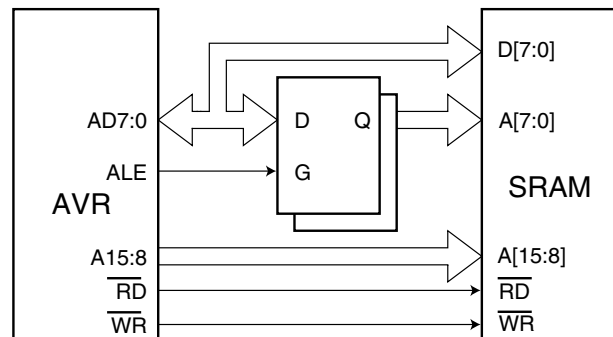 D[7:0]
AD7:0
D
Q
A[7:0]
ALE
G
AVR
SRAM
A15:8
A[15:8]
RD
RD
WR
WR